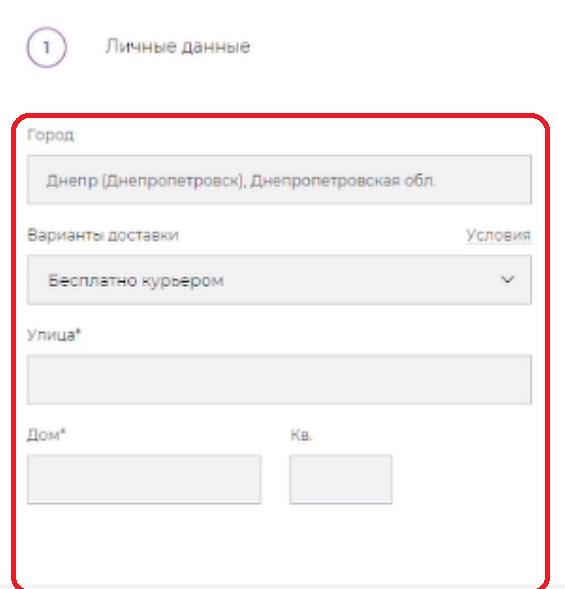 1 Личные данные
Город
Днепр (Днепропетровск), Днепропетровская обл.
Варианты доставки Условия
Бесплатно курьером
Улица*
Дом* Кв.